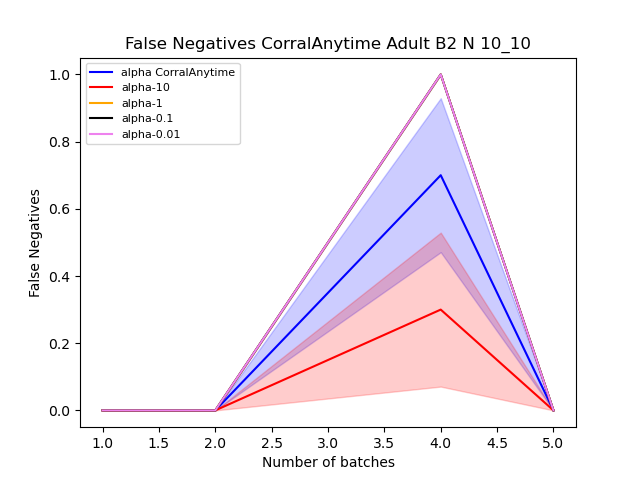 False Negatives CorralAnytime Adult B2 N 10_10
alpha CorralAnytime
alpha-10
alpha-1
alpha-0.1
alpha-0.01
False Negatives
1.0
0.8
0.6
0.4
0.2
0.0
1.0 1.5 2.0 2.5 3.0 3.5 4.0 4.5 5.0
Number of batches